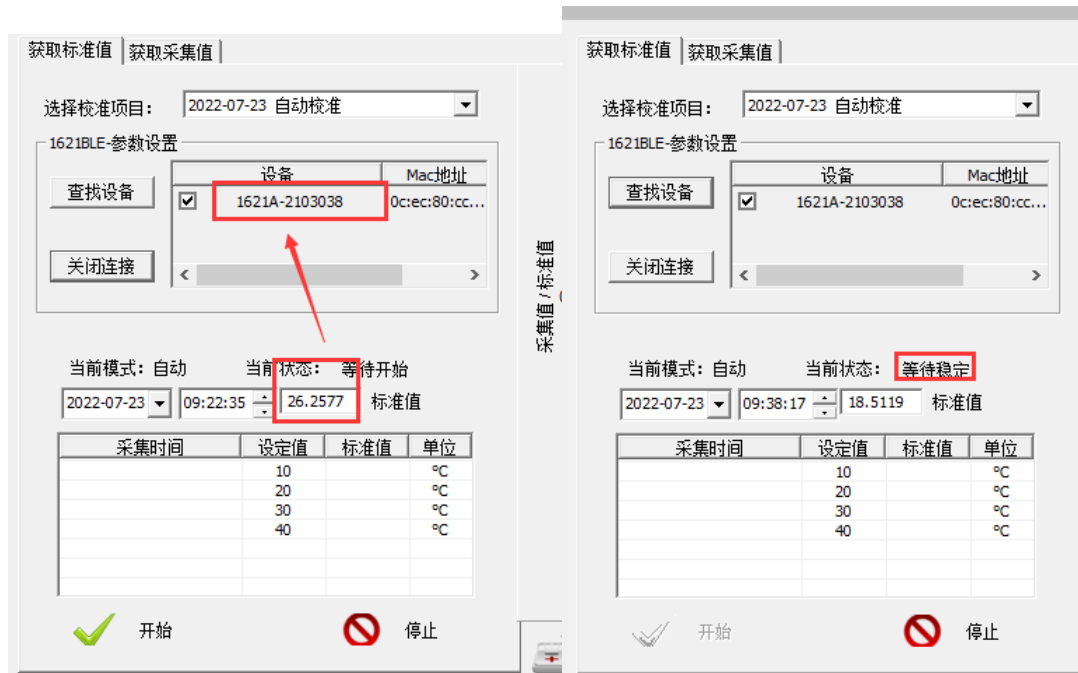 获取标准值 获取采集值
选择校准项目： 2022-07-23 自动校准
1621BLE-参数设置
设备 Mac地址
查找设备
1621A-2103038 0c:ec:80:cc...
关闭连接
当前模式：自动 当前状态： 等待开始
2022-07-23 09:22:35 26.2577 标准值
采集时间 设定值 标准值 单位
10 ℃
20 ℃
30 ℃
40 ℃
开始 停止
采集值/标准值
获取标准值 获取采集值
选择校准项目： 2022-07-23 自动校准
1621BLE-参数设置
设备 Mac地址
查找设备
1621A-2103038 0c:ec:80:cc...
关闭连接
当前模式：自动 当前状态： 等待稳定
2022-07-23 09:38:17 18.5119 标准值
采集时间 设定值 标准值 单位
10 ℃
20 ℃
30 ℃
40 ℃
开始 停止